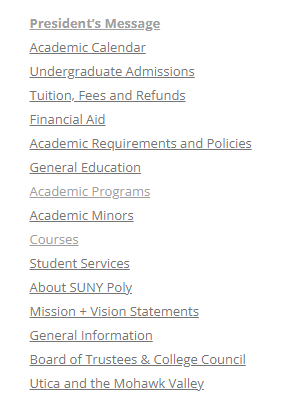 President's Message
Academic Calendar
Undergraduate Admissions
Tuition, Fees and Refunds
Financial Aid
Academic Requirements and Policies
General Education
Academic Programs
Academic Minors
Courses
Student Services
About SUNY Poly
Mission + Vision Statements
General Information
Board of Trustees & College Council
Utica and the Mohawk Valley